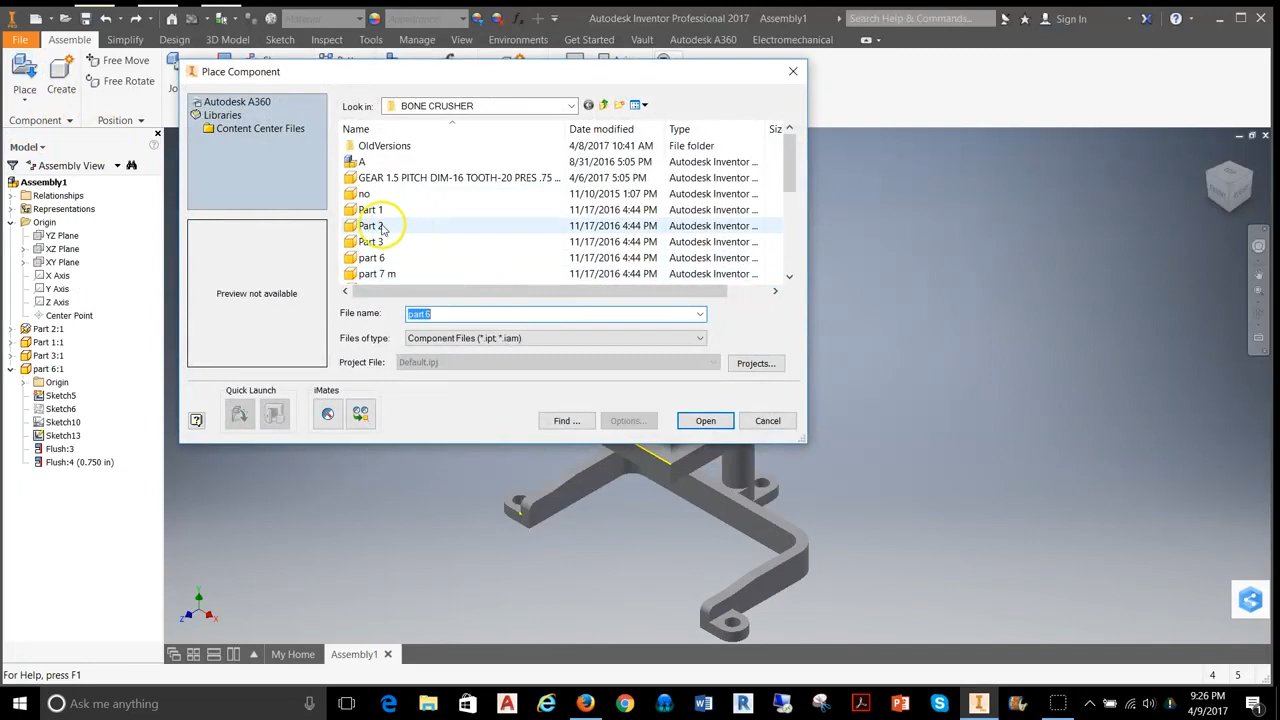 Material
Appearance
Autodesk Inventor Professional 2017 Assembly1
Search Help & Commands...
Sign In
File Assemble Simplify Design 3D Model Sketch Inspect Tools Manage View Environments Get Started Vault Autodesk A360 Electromechanical
Place
Create
Free Move
Free Rotate
Component
Position
Place Component
Autodesk A360
Libraries
Content Center Files
Look in: BONE CRUSHER
Name Date modified Type Siz
OldVersions 4/8/2017 10:41 AM File folder
A 8/31/2016 5:05 PM Autodesk Inventor ...
GEAR 1.5 PITCH DIM-16 TOOTH-20 PRES .75 ... 4/6/2017 5:05 PM Autodesk Inventor ...
no 11/10/2015 1:07 PM Autodesk Inventor ...
Part 1 11/17/2016 4:44 PM Autodesk Inventor ...
Part 2 11/17/2016 4:44 PM Autodesk Inventor ...
Part 3 11/17/2016 4:44 PM Autodesk Inventor ...
part 6 11/17/2016 4:44 PM Autodesk Inventor ...
part 7 m 11/17/2016 4:44 PM Autodesk Inventor ...
Preview not available
File name: part 6
Files of type: Component Files (*.ipt; *.iam)
Project File: Default.ipj
Projects...
Quick Launch
iMates
Find ...
Options...
Open
Cancel
Model
Assembly View
Assembly1
Relationships
Representations
Origin
YZ Plane
XZ Plane
XY Plane
X Axis
Y Axis
Z Axis
Center Point
Part 2:1
Part 1:1
Part 3:1
part 6:1
Origin
Sketch5
Sketch6
Sketch10
Sketch13
Flush:3
Flush:4 (0.750 in)
Y
Z
X
My Home
Assembly1
For Help, press F1
4 5
Ask me anything
9:26 PM
4/9/2017